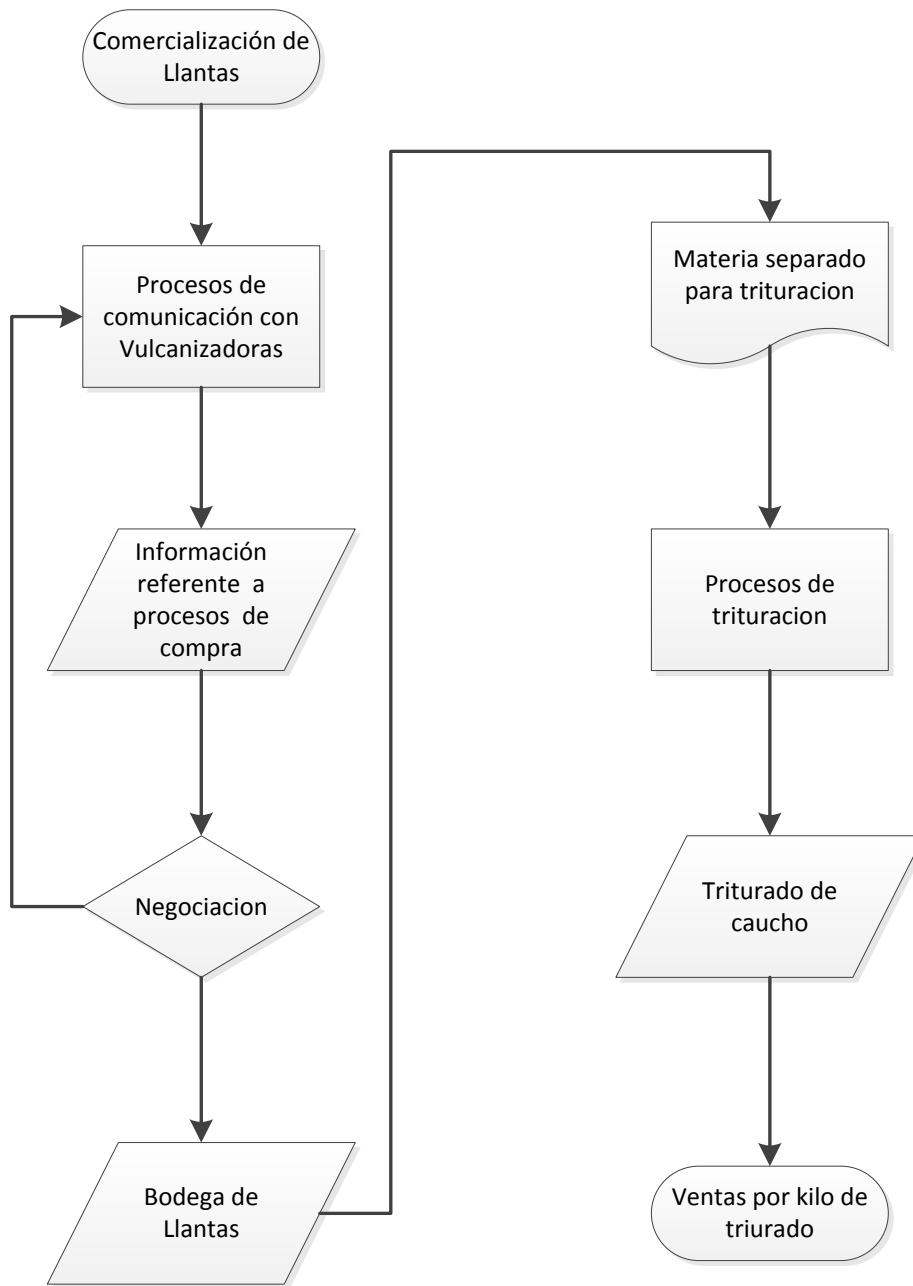 Comercialización de
Llantas
Procesos de
comunicación con
Vulcanizadoras
Información
referente a
procesos de
compra
Negociacion
Bodega de
Llantas
Materia separado
para trituracion
Procesos de
trituracion
Triturado de
caucho
Ventas por kilo de
triurado